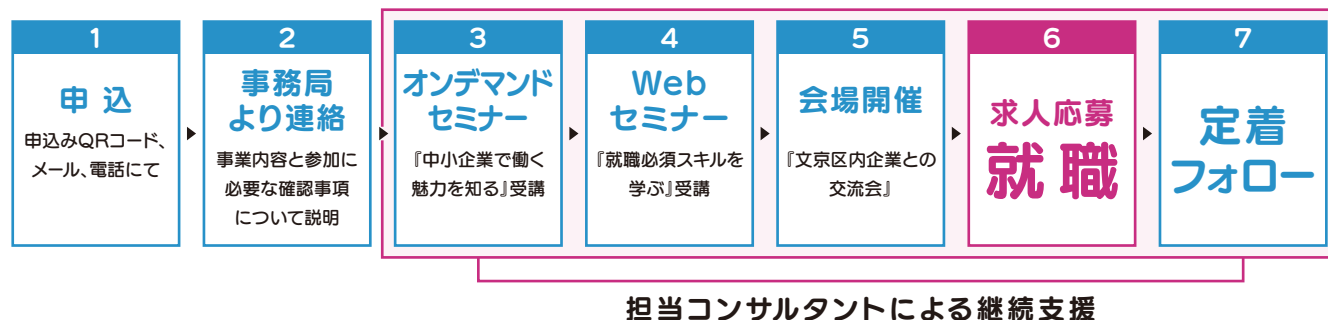 1
申込
申込みQRコード、
メール、電話にて
2
事務局
より連絡
事業内容と参加に
必要な確認事項
について説明
3
オンデマンド
セミナー
『中小企業で働く
魅力を知る』受講
4
Web
セミナー
『就職必須スキルを
学ぶ』受講
5
会場開催
『文京区内企業との
交流会』
6
求人応募
就職
7
定着
フォロー
担当コンサルタントによる継続支援